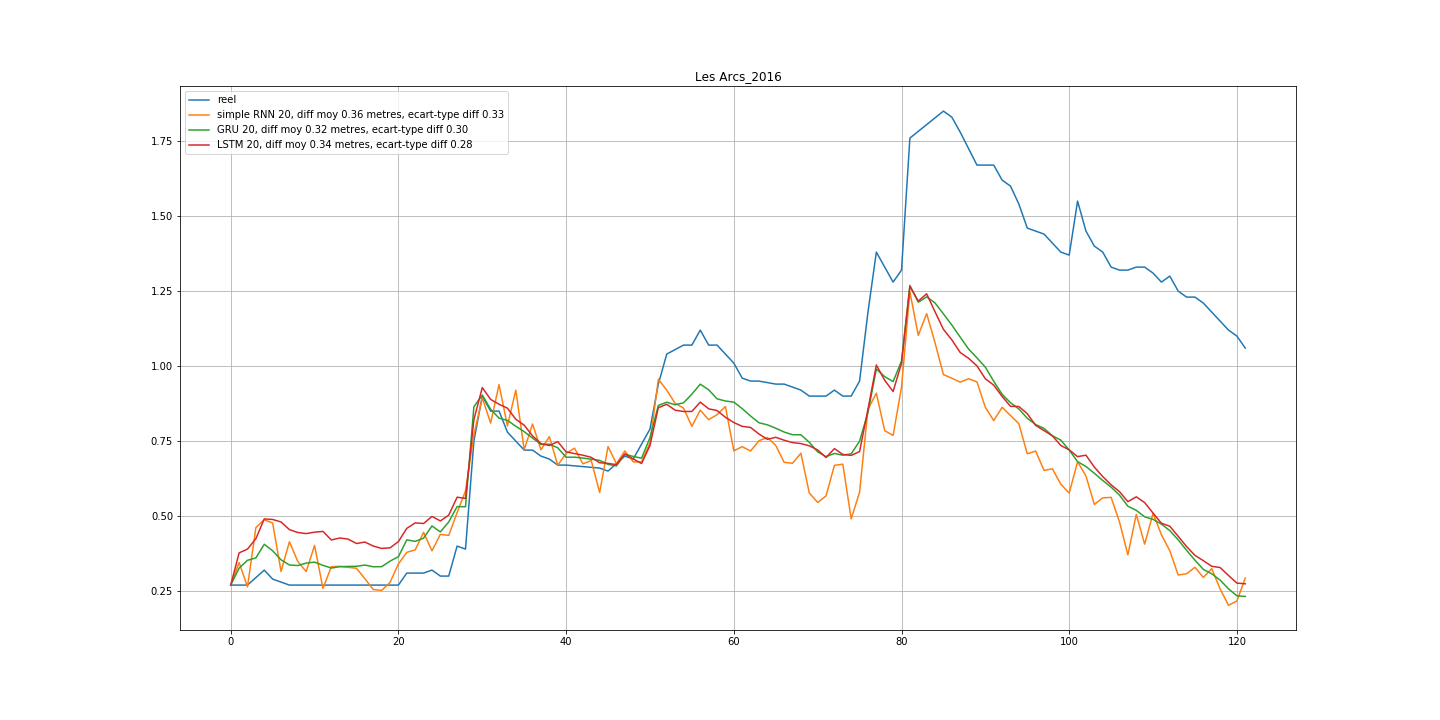 Les Arcs_2016
reel
simple RNN 20, diff moy 0.36 metres, ecart-type diff 0.33
GRU 20, diff moy 0.32 metres, ecart-type diff 0.30
LSTM 20, diff moy 0.34 metres, ecart-type diff 0.28
1.75
1.50
1.25
1.00
0.75
0.50
0.25
0 20 40 60 80 100 120